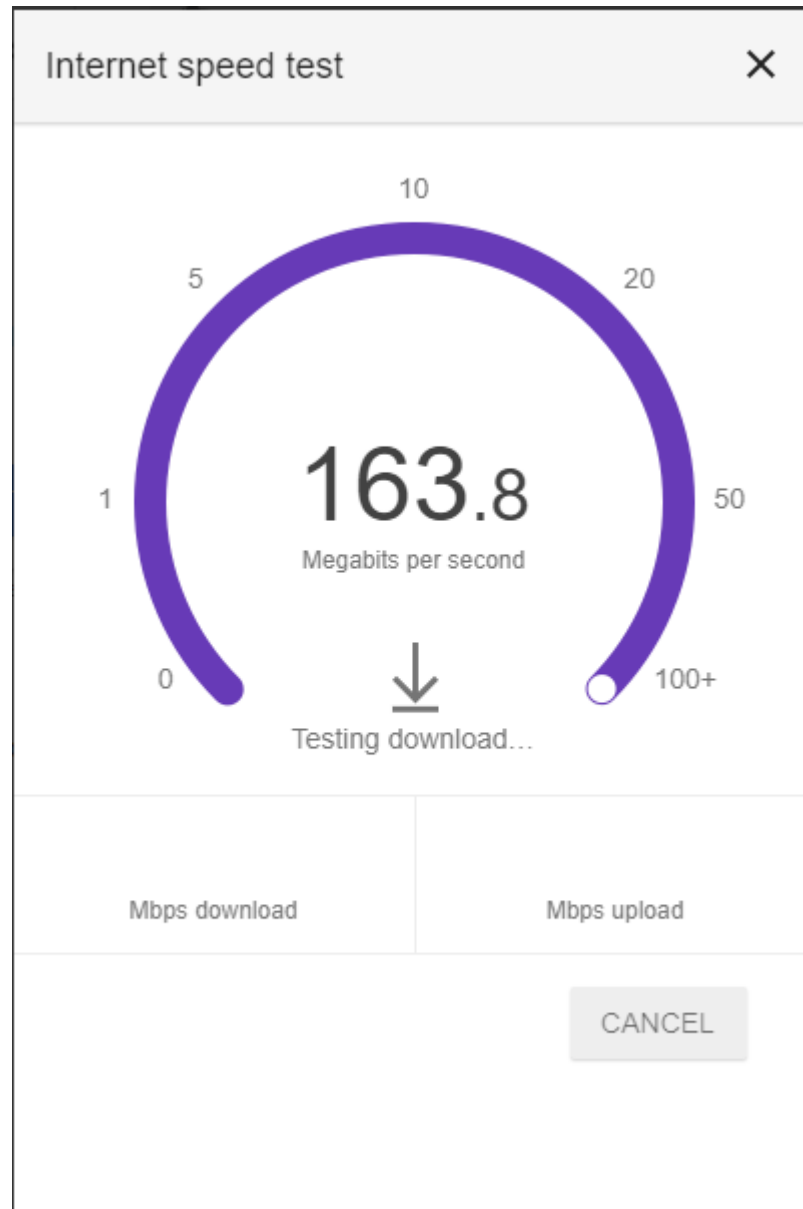 Internet speed test
10
5
20
163.8
1
50
Megabits per second
0
100+
Testing download...
Mbps download
Mbps upload
CANCEL